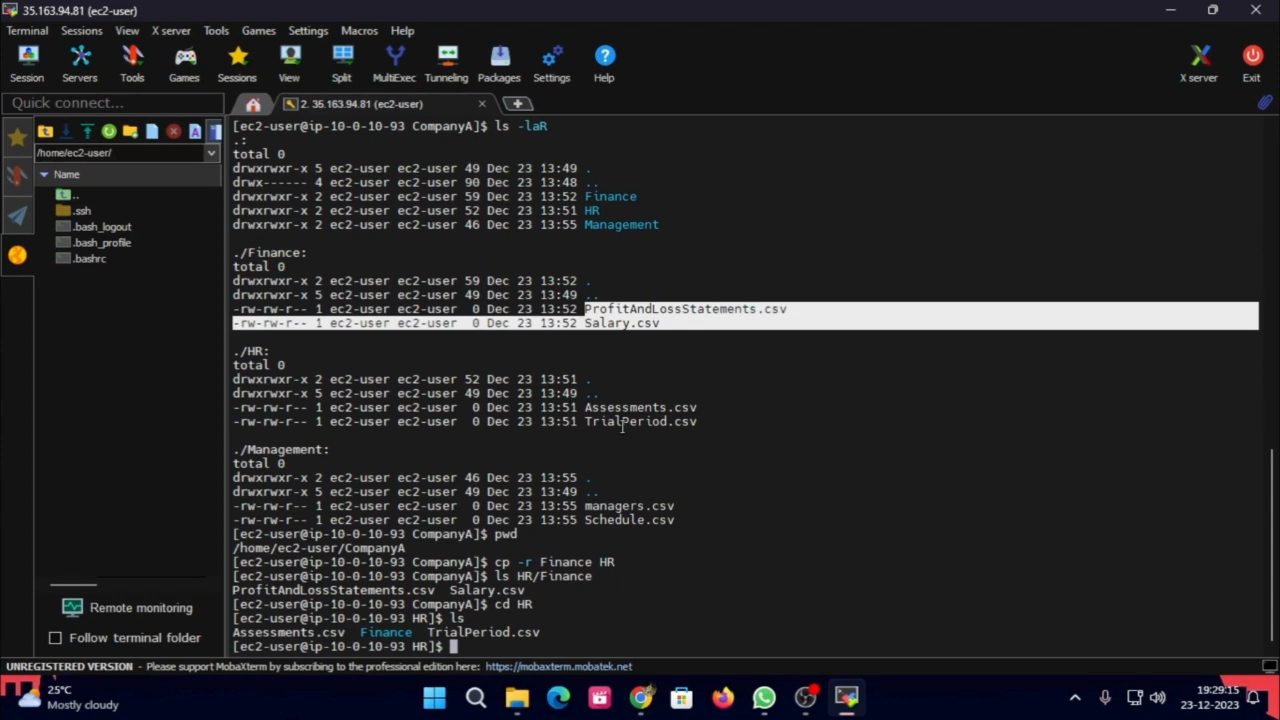 35.163.94.81 (ec2-user)
Terminal Sessions View X server Tools Games Settings Macros Help
Session Servers Tools Games Sessions View Split MultiExec Tunneling Packages Settings Help X server Exit
Quick connect...
2. 35.163.94.81 (ec2-user)
/home/ec2-user/
Name
..
.ssh
.bash_logout
.bash_profile
.bashrc
Remote monitoring
Follow terminal folder
[ec2-user@ip-10-0-10-93 CompanyA]$ ls -laR
.:
total 0
drwxrwxr-x 5 ec2-user ec2-user 49 Dec 23 13:49 .
drwx------ 4 ec2-user ec2-user 90 Dec 23 13:48 ..
drwxrwxr-x 2 ec2-user ec2-user 59 Dec 23 13:52 Finance
drwxrwxr-x 2 ec2-user ec2-user 52 Dec 23 13:51 HR
drwxrwxr-x 2 ec2-user ec2-user 46 Dec 23 13:55 Management
./Finance:
total 0
drwxrwxr-x 2 ec2-user ec2-user 59 Dec 23 13:52 .
drwxrwxr-x 5 ec2-user ec2-user 49 Dec 23 13:49 ..
-rw-rw-r-- 1 ec2-user ec2-user  0 Dec 23 13:52 ProfitAndLossStatements.csv
-rw-rw-r-- 1 ec2-user ec2-user  0 Dec 23 13:52 Salary.csv
./HR:
total 0
drwxrwxr-x 2 ec2-user ec2-user 52 Dec 23 13:51 .
drwxrwxr-x 5 ec2-user ec2-user 49 Dec 23 13:49 ..
-rw-rw-r-- 1 ec2-user ec2-user  0 Dec 23 13:51 Assessments.csv
-rw-rw-r-- 1 ec2-user ec2-user  0 Dec 23 13:51 TrialPeriod.csv
./Management:
total 0
drwxrwxr-x 2 ec2-user ec2-user 46 Dec 23 13:55 .
drwxrwxr-x 5 ec2-user ec2-user 49 Dec 23 13:49 ..
-rw-rw-r-- 1 ec2-user ec2-user  0 Dec 23 13:55 managers.csv
-rw-rw-r-- 1 ec2-user ec2-user  0 Dec 23 13:55 Schedule.csv
[ec2-user@ip-10-0-10-93 CompanyA]$ pwd
/home/ec2-user/CompanyA
[ec2-user@ip-10-0-10-93 CompanyA]$ cp -r Finance HR
[ec2-user@ip-10-0-10-93 CompanyA]$ ls HR/Finance
ProfitAndLossStatements.csv  Salary.csv
[ec2-user@ip-10-0-10-93 CompanyA]$ cd HR
[ec2-user@ip-10-0-10-93 HR]$ ls
Assessments.csv  Finance  TrialPeriod.csv
[ec2-user@ip-10-0-10-93 HR]$
UNREGISTERED VERSION - Please support MobaXterm by subscribing to the professional edition here: https://mobaxterm.mobatek.net
25°C
Mostly cloudy
19:29:15
23-12-2023